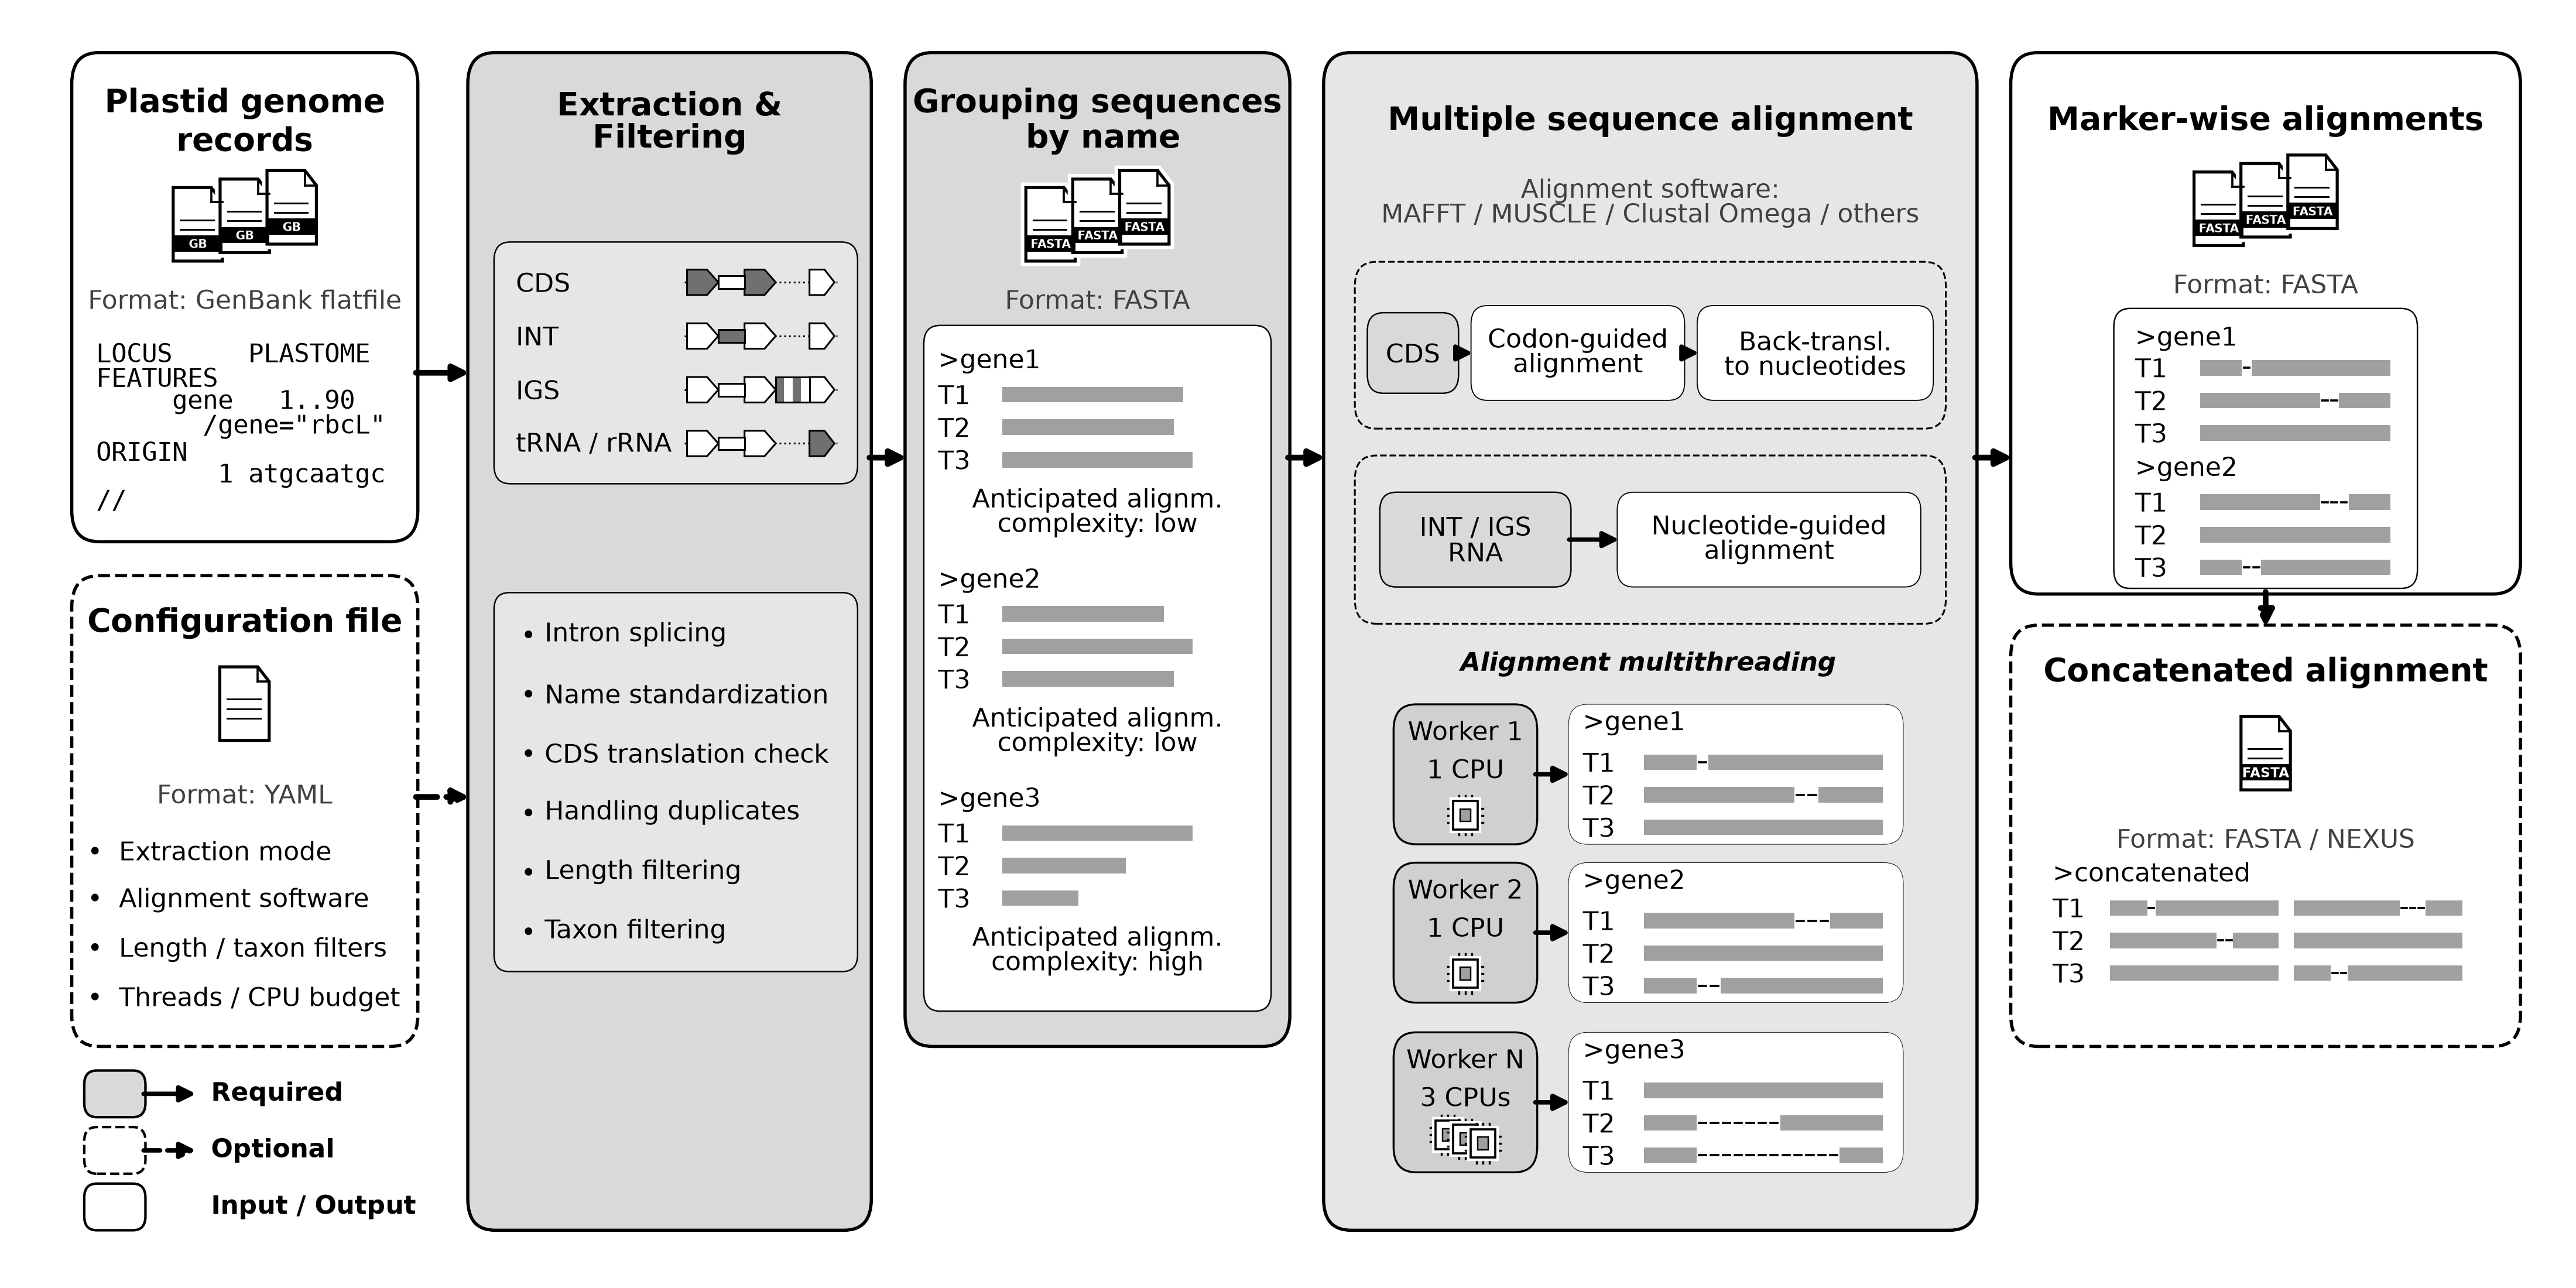 Plastid genome
records
GB
GB
GB
Format: GenBank flatfile
LOCUS     PLASTOME
FEATURES
     gene   1..90
       /gene="rbcL"
ORIGIN
        1 atgcaatgc
//
Configuration file
Format: YAML
• Extraction mode
• Alignment software
• Length / taxon filters
• Threads / CPU budget
Required
Optional
Input / Output
Extraction &
Filtering
CDS
INT
IGS
tRNA / rRNA
• Intron splicing
• Name standardization
• CDS translation check
• Handling duplicates
• Length filtering
• Taxon filtering
Grouping sequences
by name
FASTA
FASTA
FASTA
Format: FASTA
>gene1
T1
T2
T3
Anticipated alignm.
complexity: low
>gene2
T1
T2
T3
Anticipated alignm.
complexity: low
>gene3
T1
T2
T3
Anticipated alignm.
complexity: high
Multiple sequence alignment
Alignment software:
MAFFT / MUSCLE / Clustal Omega / others
CDS
Codon-guided
alignment
Back-transl.
to nucleotides
INT / IGS
RNA
Nucleotide-guided
alignment
Alignment multithreading
Worker 1
1 CPU
>gene1
T1
T2
T3
Worker 2
1 CPU
>gene2
T1
T2
T3
Worker N
3 CPUs
>gene3
T1
T2
T3
Marker-wise alignments
FASTA
FASTA
FASTA
Format: FASTA
>gene1
T1
T2
T3
>gene2
T1
T2
T3
Concatenated alignment
FASTA
Format: FASTA / NEXUS
>concatenated
T1
T2
T3